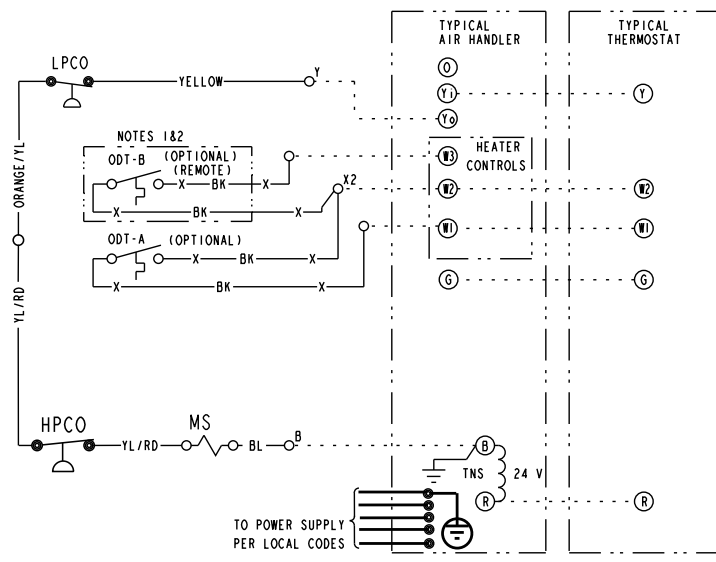 TYPICAL
AIR HANDLER
TYPICAL
THERMOSTAT
LPCO
YELLOW
Y
O
Y1
Y
YO
NOTES 1&2
HEATER
CONTROLS
ODT-B
(OPTIONAL)
(REMOTE)
W3
X BK X
X2
W2
W2
X BK X
ORANGE/YL
ODT-A
(OPTIONAL)
W1
W1
X BK X
X BK X
G
G
YL/RD
HPCO
MS
YL/RD
BL
B
B
TNS
24 V
R
R
TO POWER SUPPLY
PER LOCAL CODES